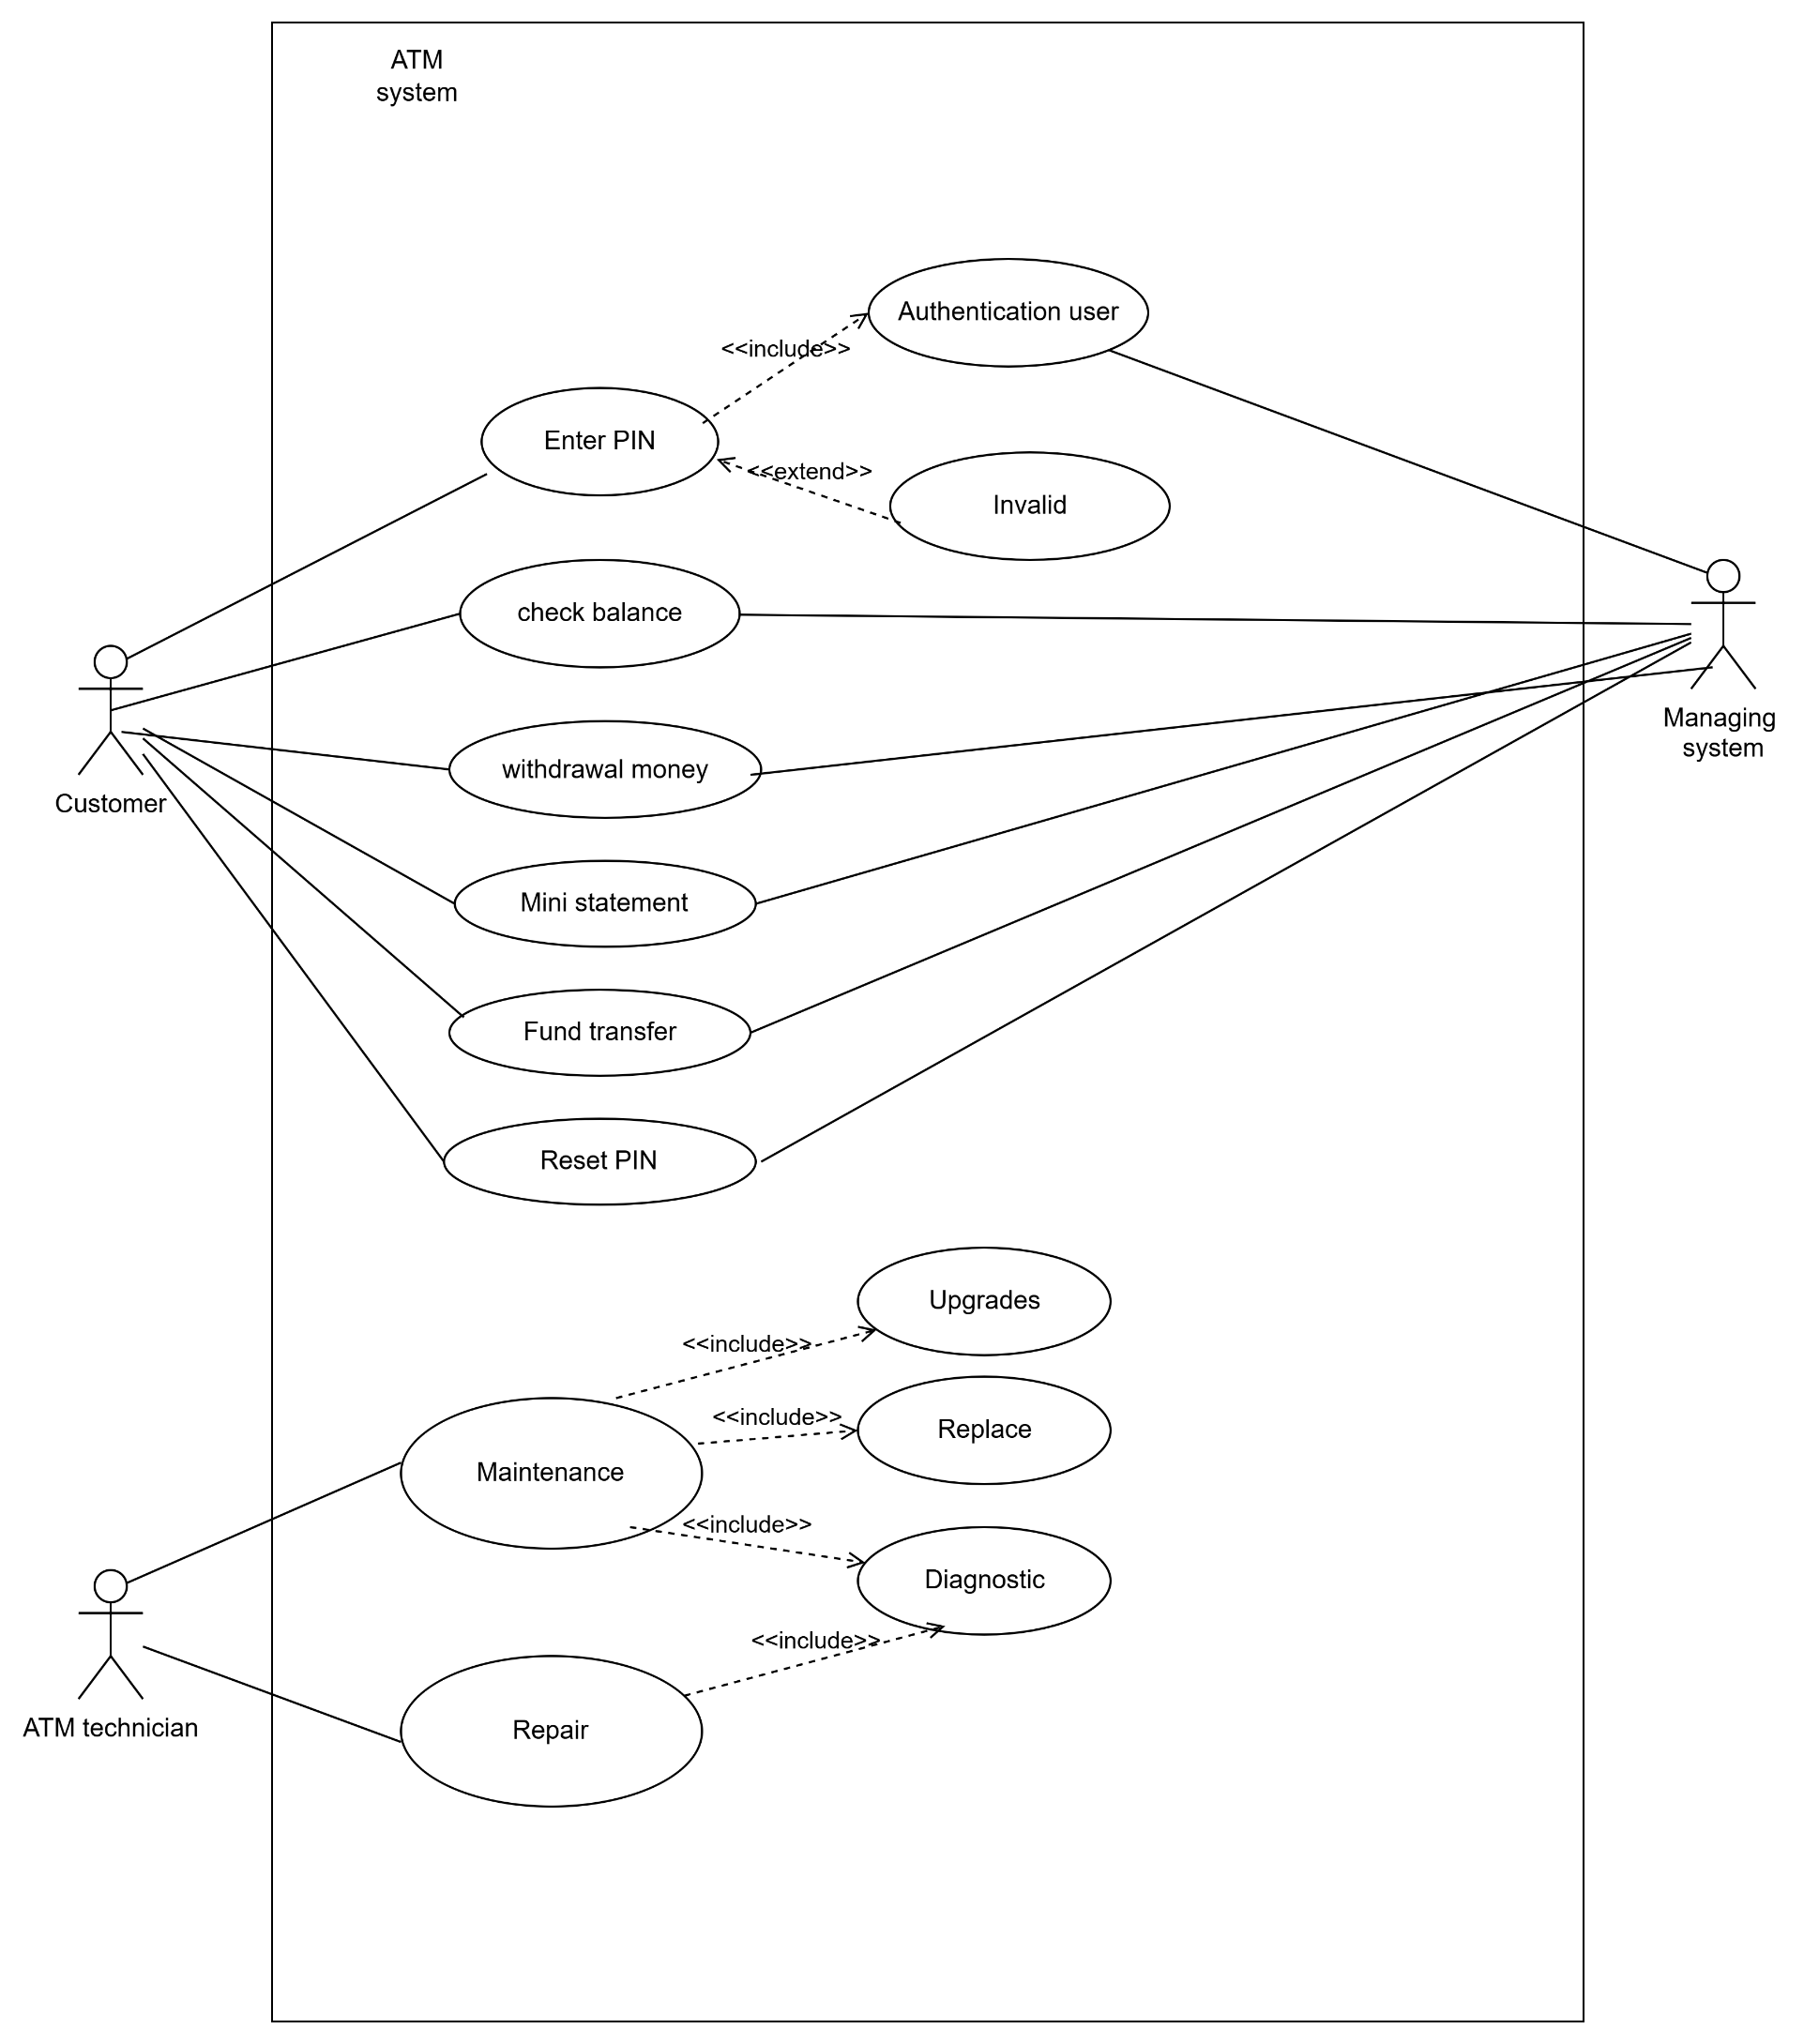 ATM
system
Authentication user
<<include>>
Enter PIN
<<extend>>
Invalid
check balance
Managing
system
withdrawal money
Customer
Mini statement
Fund transfer
Reset PIN
Upgrades
<<include>>
<<include>>
Replace
Maintenance
<<include>>
Diagnostic
<<include>>
ATM technician
Repair